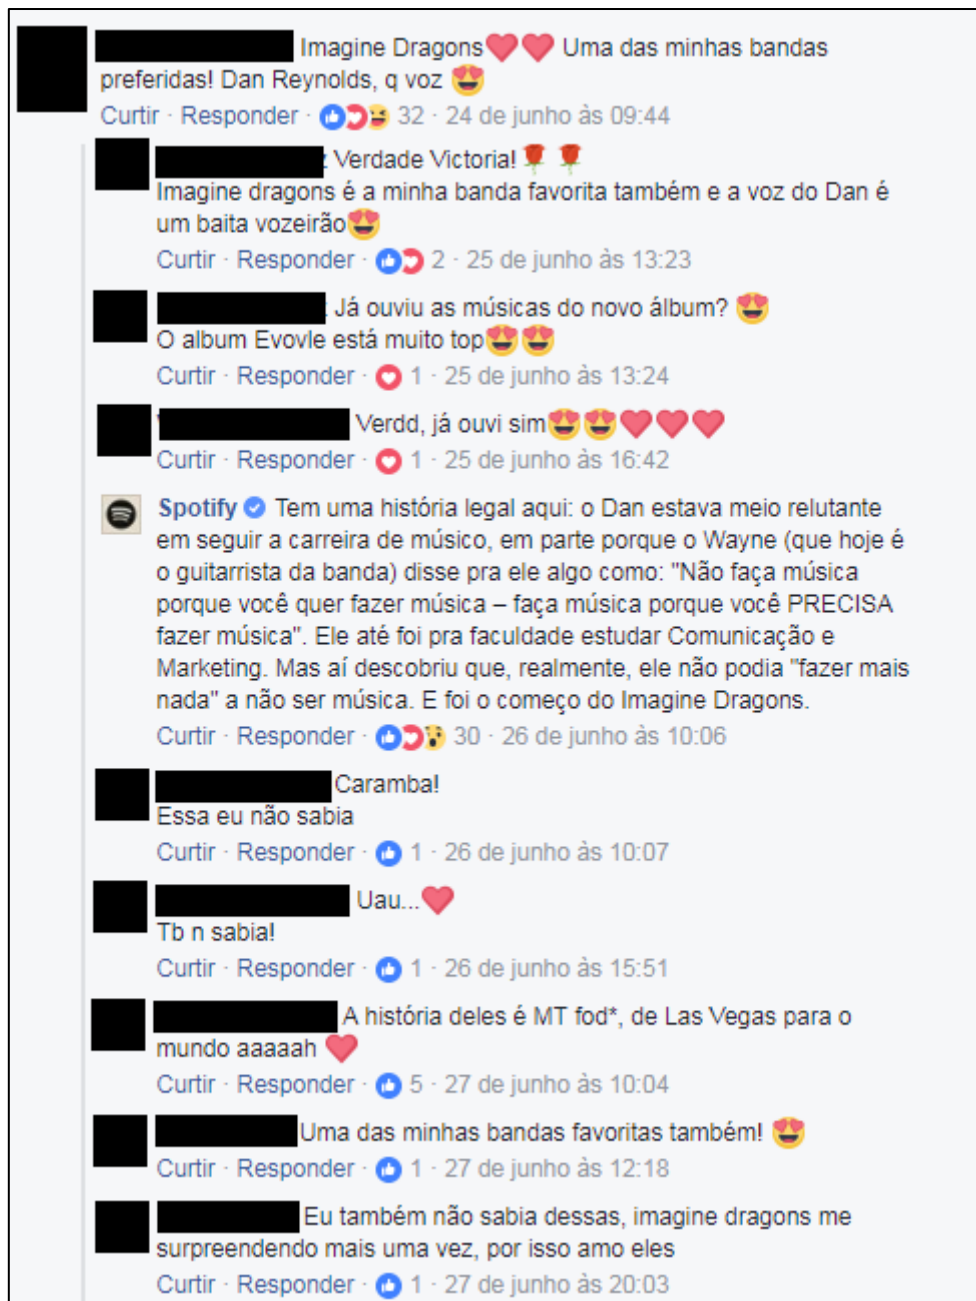 Imagine Dragons❤️❤️ Uma das minhas bandas
preferidas! Dan Reynolds, q voz 😍
Curtir · Responder · 32 · 24 de junho às 09:44
Verdade Victoria!🌹 🌹
Imagine dragons é a minha banda favorita também e a voz do Dan é
um baita vozeirão😍
Curtir · Responder · 2 · 25 de junho às 13:23
Já ouviu as músicas do novo álbum? 😍
O album Evovle está muito top😍😍
Curtir · Responder · 1 · 25 de junho às 13:24
Verdd, já ouvi sim😍😍❤️❤️❤️
Curtir · Responder · 1 · 25 de junho às 16:42
Spotify Tem uma história legal aqui: o Dan estava meio relutante
em seguir a carreira de músico, em parte porque o Wayne (que hoje é
o guitarrista da banda) disse pra ele algo como: "Não faça música
porque você quer fazer música – faça música porque você PRECISA
fazer música". Ele até foi pra faculdade estudar Comunicação e
Marketing. Mas aí descobriu que, realmente, ele não podia "fazer mais
nada" a não ser música. E foi o começo do Imagine Dragons.
Curtir · Responder · 30 · 26 de junho às 10:06
Caramba!
Essa eu não sabia
Curtir · Responder · 1 · 26 de junho às 10:07
Uau...❤️
Tb n sabia!
Curtir · Responder · 1 · 26 de junho às 15:51
A história deles é MT fod*, de Las Vegas para o
mundo aaaaah ❤️
Curtir · Responder · 5 · 27 de junho às 10:04
Uma das minhas bandas favoritas também! 😍
Curtir · Responder · 1 · 27 de junho às 12:18
Eu também não sabia dessas, imagine dragons me
surpreendendo mais uma vez, por isso amo eles
Curtir · Responder · 1 · 27 de junho às 20:03